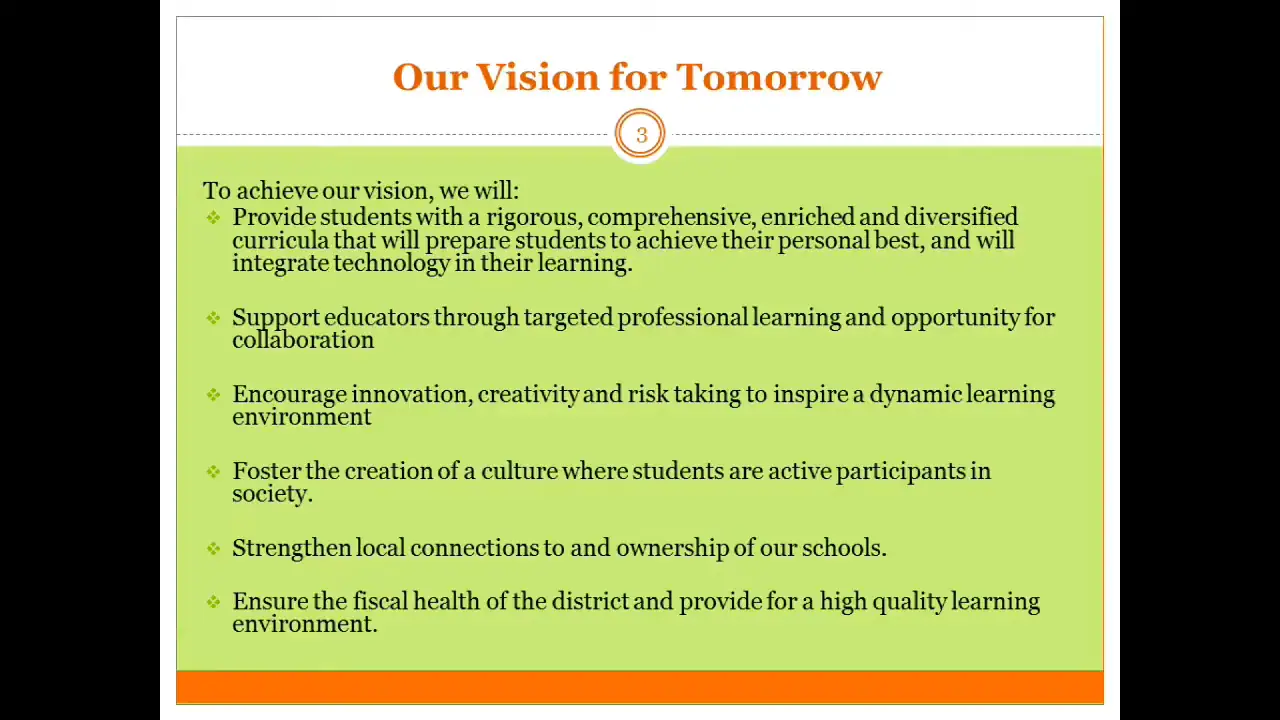 Our Vision for Tomorrow
3
To achieve our vision, we will:
Provide students with a rigorous, comprehensive, enriched and diversified
curricula that will prepare students to achieve their personal best, and will
integrate technology in their learning.
Support educators through targeted professional learning and opportunity for
collaboration
Encourage innovation, creativity and risk taking to inspire a dynamic learning
environment
Foster the creation of a culture where students are active participants in
society.
Strengthen local connections to and ownership of our schools.
Ensure the fiscal health of the district and provide for a high quality learning
environment.